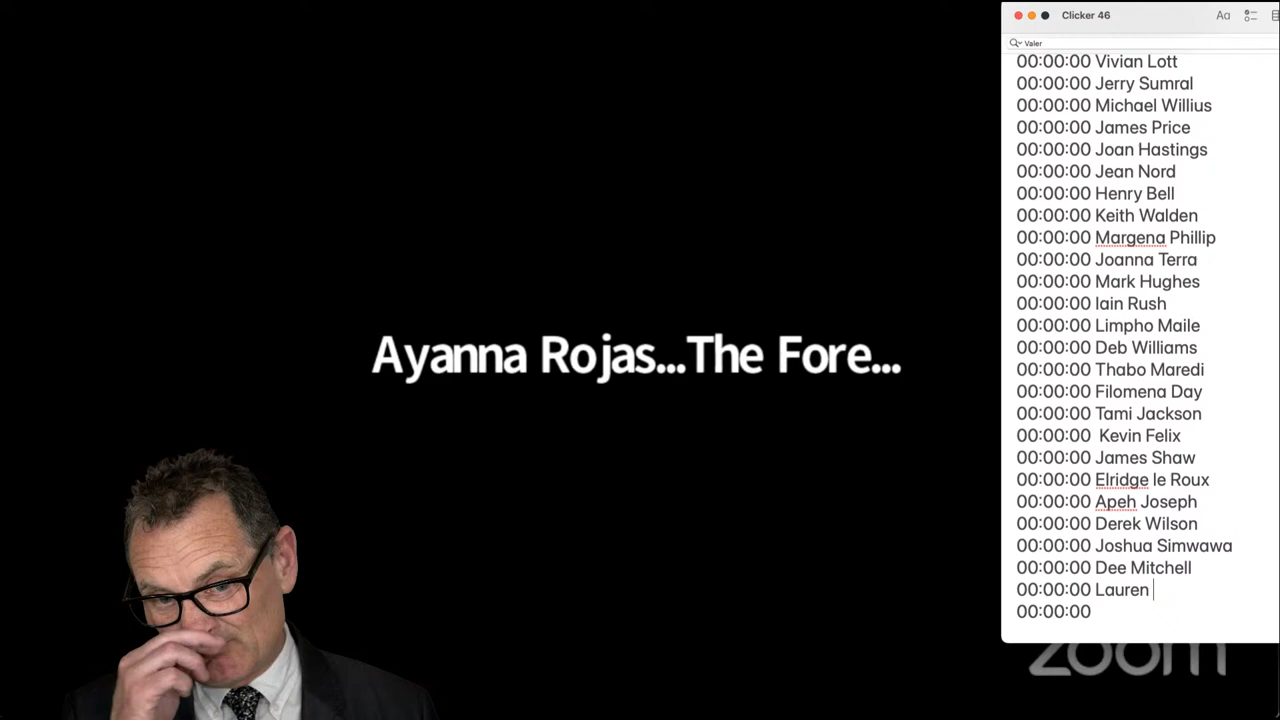 Clicker 46
Aa
Valer
00:00:00 Vivian Lott
00:00:00 Jerry Sumral
00:00:00 Michael Willius
00:00:00 James Price
00:00:00 Joan Hastings
00:00:00 Jean Nord
00:00:00 Henry Bell
00:00:00 Keith Walden
00:00:00 Margena Phillip
00:00:00 Joanna Terra
00:00:00 Mark Hughes
00:00:00 Iain Rush
00:00:00 Limpho Maile
00:00:00 Deb Williams
00:00:00 Thabo Maredi
00:00:00 Filomena Day
00:00:00 Tami Jackson
00:00:00  Kevin Felix
00:00:00 James Shaw
00:00:00 Elridge le Roux
00:00:00 Apeh Joseph
00:00:00 Derek Wilson
00:00:00 Joshua Simwawa
00:00:00 Dee Mitchell
00:00:00 Lauren
00:00:00
Ayanna Rojas...The Fore...
zoom